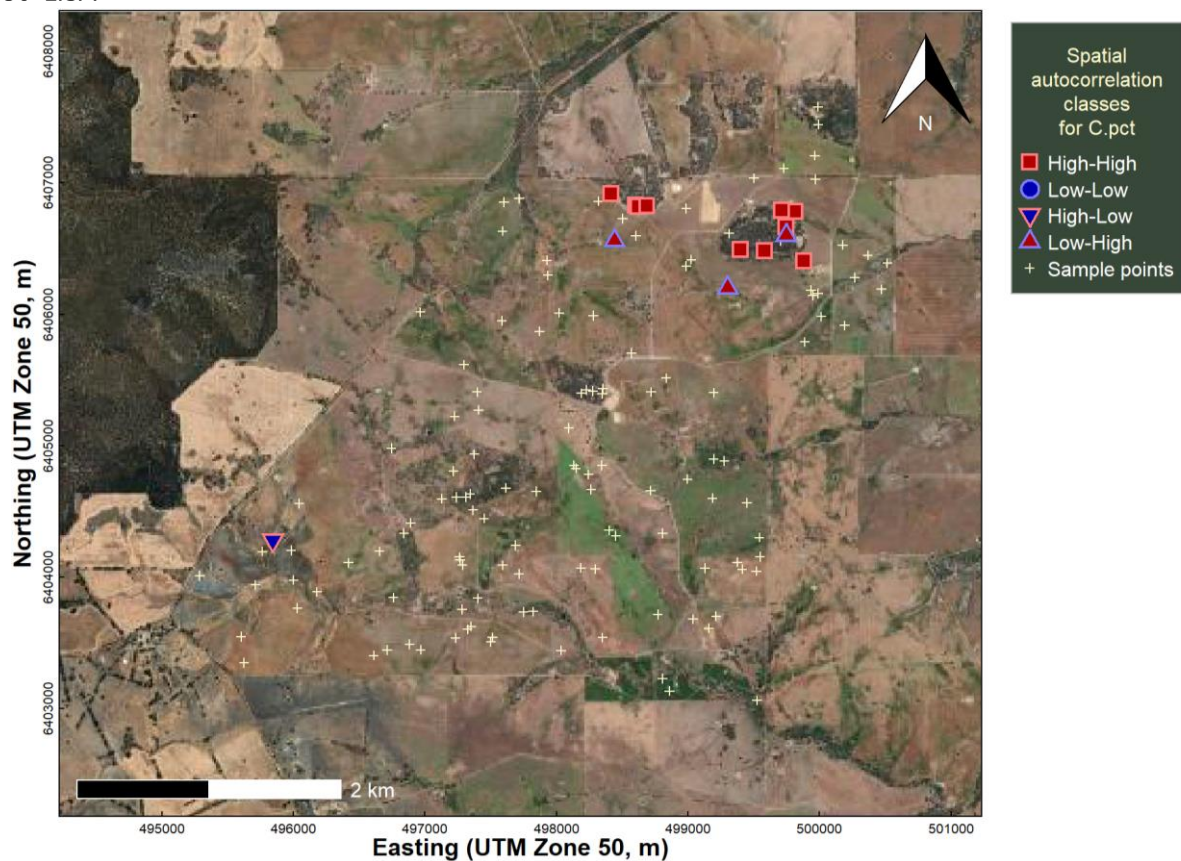 Spatial
autocorrelation
classes
for C.pct
High-High
Low-Low
High-Low
Low-High
Sample points
N
Northing (UTM Zone 50, m)
6408000
6407000
6406000
6405000
6404000
6403000
2 km
495000
496000
497000
498000
499000
500000
501000
Easting (UTM Zone 50, m)